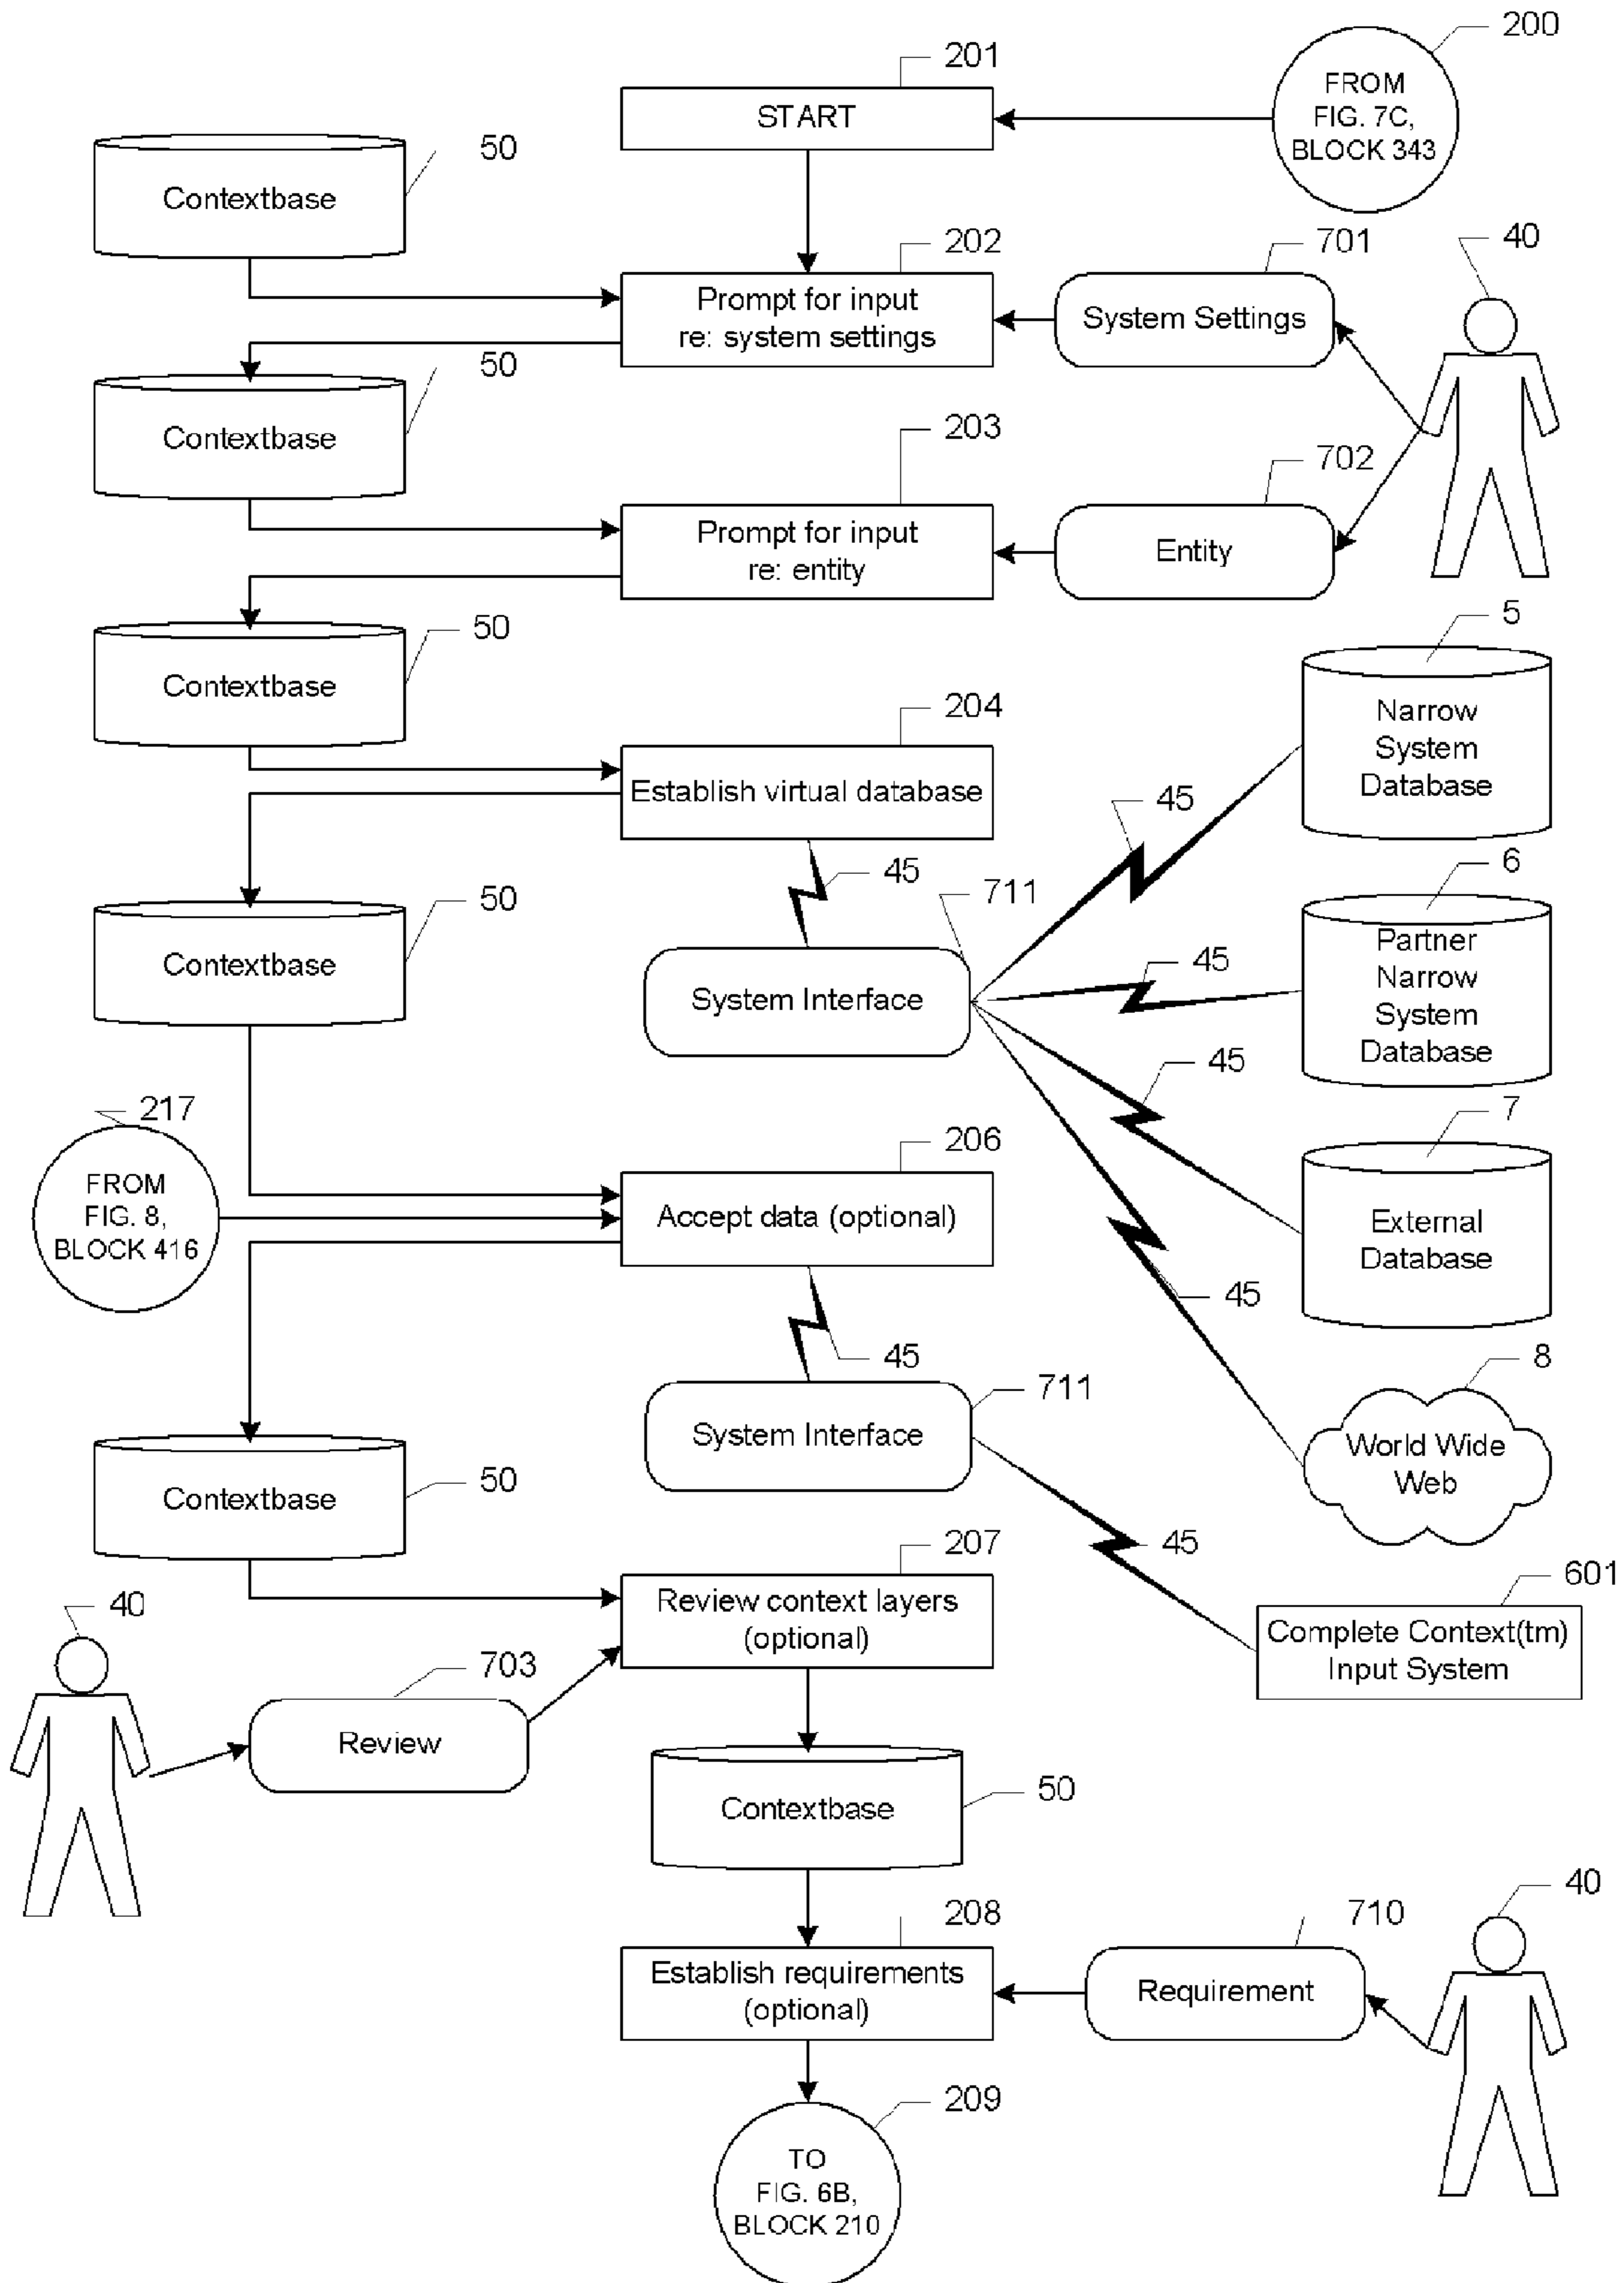 200
201
FROM
FIG. 7C,
BLOCK 343
START
50
Contextbase
202
701
40
Prompt for input
re: system settings
System Settings
50
Contextbase
203
702
Prompt for input
re: entity
Entity
50
Contextbase
5
Narrow
System
Database
204
Establish virtual database
45
45
711
50
Contextbase
System Interface
6
Partner
Narrow
System
Database
45
45
217
FROM
FIG. 8,
BLOCK 416
206
Accept data (optional)
7
External
Database
45
45
8
World Wide
Web
711
System Interface
50
Contextbase
45
207
Review context layers
(optional)
601
Complete Context(tm)
Input System
40
703
Review
50
Contextbase
208
Establish requirements
(optional)
710
Requirement
40
209
TO
FIG. 6B,
BLOCK 210